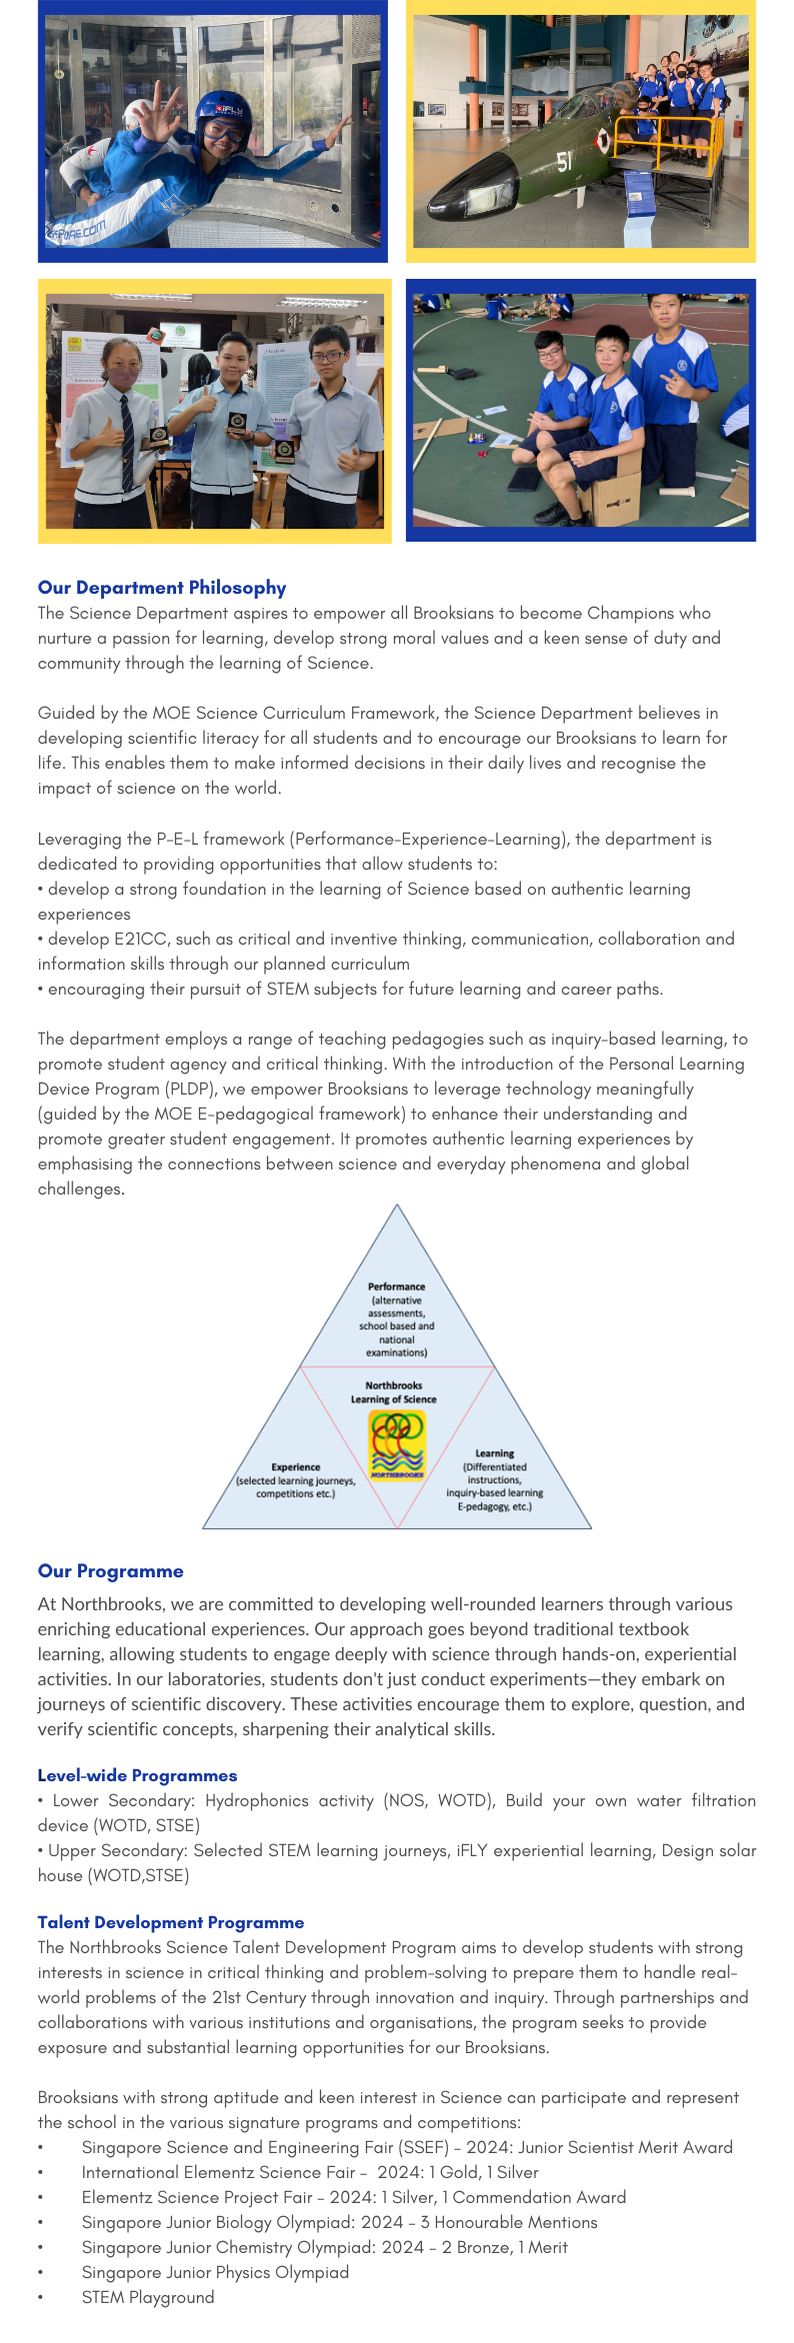 iFLY
51
Our Department Philosophy
The Science Department aspires to empower all Brooksians to become Champions who
nurture a passion for learning, develop strong moral values and a keen sense of duty and
community through the learning of Science.
Guided by the MOE Science Curriculum Framework, the Science Department believes in
developing scientific literacy for all students and to encourage our Brooksians to learn for
life. This enables them to make informed decisions in their daily lives and recognise the
impact of science on the world.
Leveraging the P-E-L framework (Performance-Experience-Learning), the department is
dedicated to providing opportunities that allow students to:
• develop a strong foundation in the learning of Science based on authentic learning
experiences
• develop E21CC, such as critical and inventive thinking, communication, collaboration and
information skills through our planned curriculum
• encouraging their pursuit of STEM subjects for future learning and career paths.
The department employs a range of teaching pedagogies such as inquiry-based learning, to
promote student agency and critical thinking. With the introduction of the Personal Learning
Device Program (PLDP), we empower Brooksians to leverage technology meaningfully
(guided by the MOE E-pedagogical framework) to enhance their understanding and
promote greater student engagement. It promotes authentic learning experiences by
emphasising the connections between science and everyday phenomena and global
challenges.
Performance
(alternative
assessments,
school based and
national
examinations)
Northbrooks
Learning of Science
NORTHBROOKS
Experience
(selected learning journeys,
competitions etc.)
Learning
(Differentiated
instructions,
inquiry-based learning
E-pedagogy, etc.)
Our Programme
At Northbrooks, we are committed to developing well-rounded learners through various
enriching educational experiences. Our approach goes beyond traditional textbook
learning, allowing students to engage deeply with science through hands-on, experiential
activities. In our laboratories, students don't just conduct experiments—they embark on
journeys of scientific discovery. These activities encourage them to explore, question, and
verify scientific concepts, sharpening their analytical skills.
Level-wide Programmes
• Lower Secondary: Hydrophonics activity (NOS, WOTD), Build your own water filtration
device (WOTD, STSE)
• Upper Secondary: Selected STEM learning journeys, iFLY experiential learning, Design solar
house (WOTD,STSE)
Talent Development Programme
The Northbrooks Science Talent Development Program aims to develop students with strong
interests in science in critical thinking and problem-solving to prepare them to handle real-
world problems of the 21st Century through innovation and inquiry. Through partnerships and
collaborations with various institutions and organisations, the program seeks to provide
exposure and substantial learning opportunities for our Brooksians.
Brooksians with strong aptitude and keen interest in Science can participate and represent
the school in the various signature programs and competitions:
• Singapore Science and Engineering Fair (SSEF) – 2024: Junior Scientist Merit Award
• International Elementz Science Fair – 2024: 1 Gold, 1 Silver
• Elementz Science Project Fair – 2024: 1 Silver, 1 Commendation Award
• Singapore Junior Biology Olympiad: 2024 – 3 Honourable Mentions
• Singapore Junior Chemistry Olympiad: 2024 – 2 Bronze, 1 Merit
• Singapore Junior Physics Olympiad
• STEM Playground